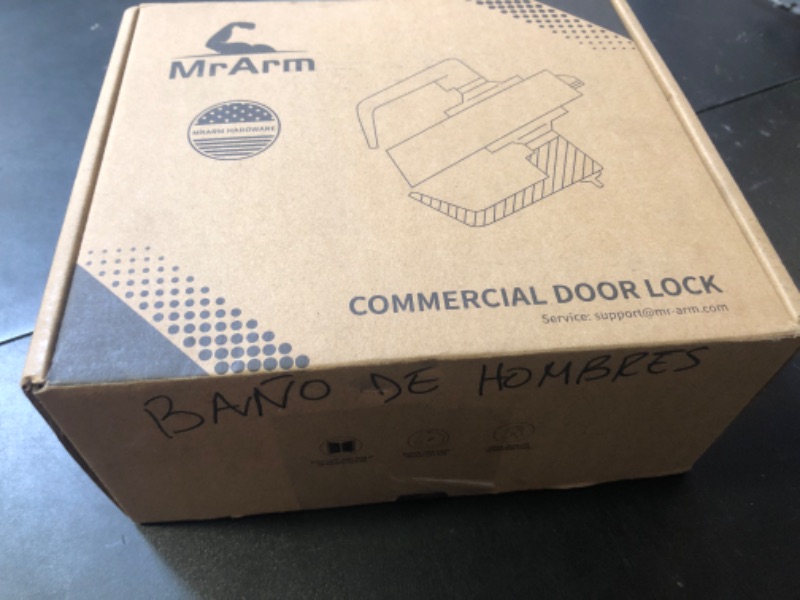 MrArm
MRARM HARDWARE
COMMERCIAL DOOR LOCK
Service: support@mr-arm.com
BAÑO DE HOMBRES